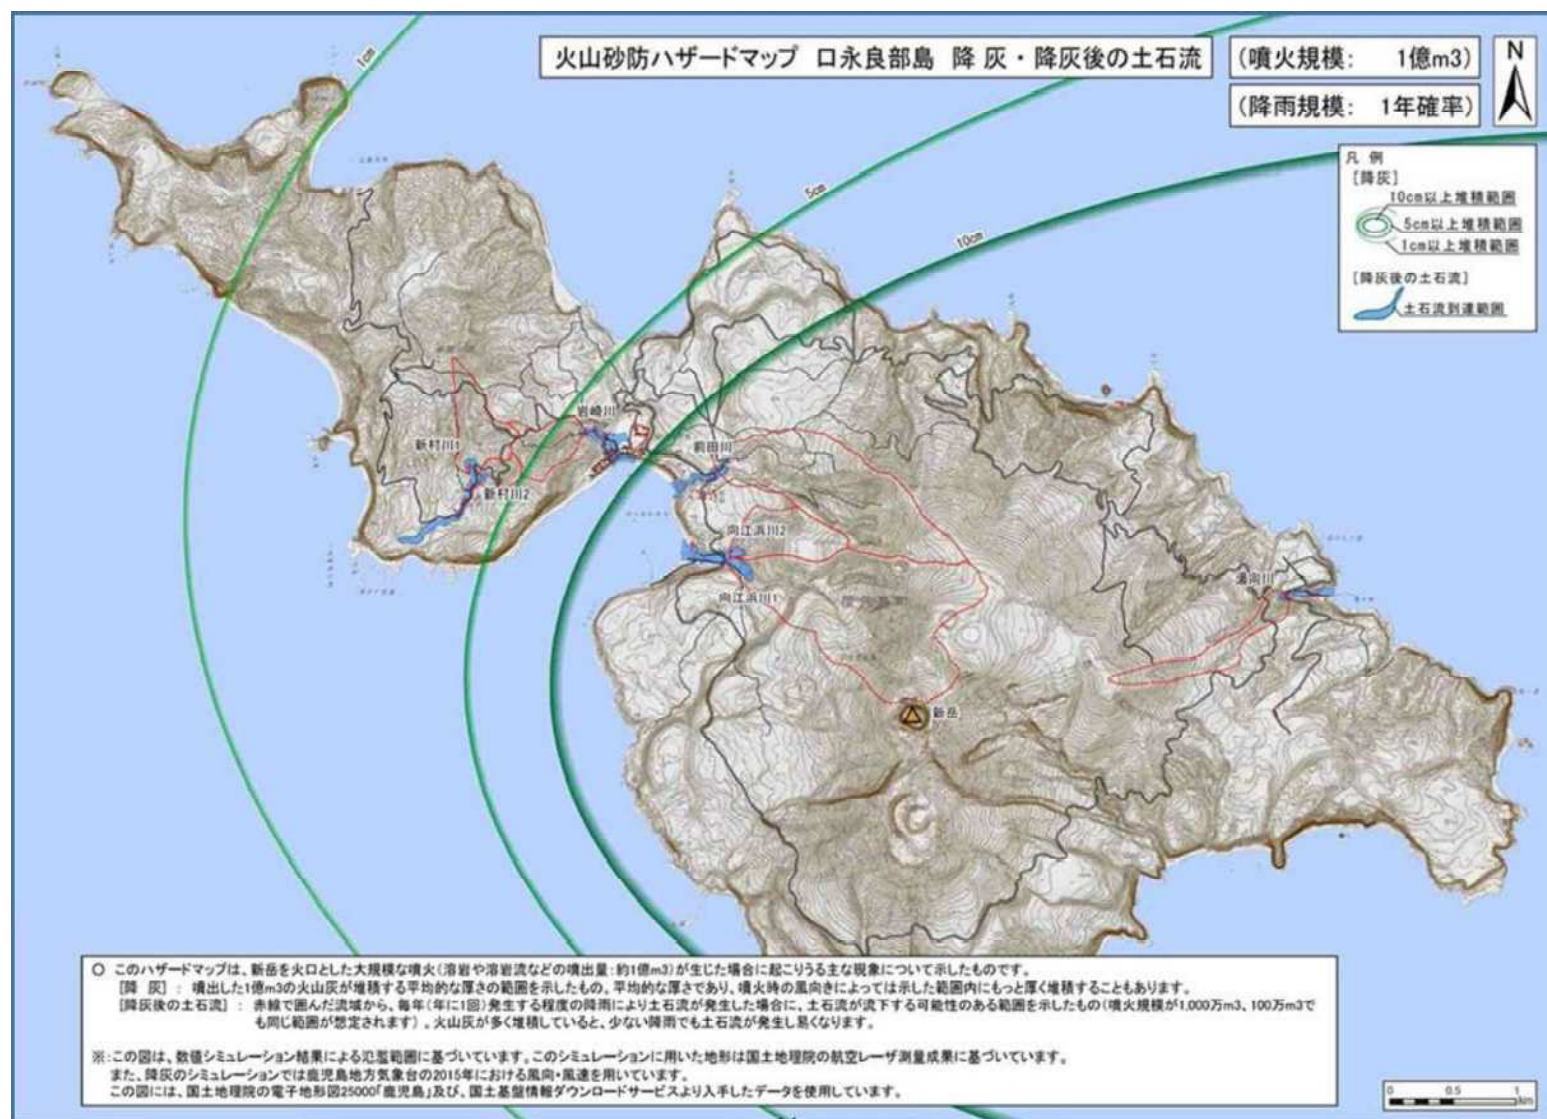 火山砂防ハザードマップ 口永良部島 降灰・降灰後の土石流
(噴火規模: 1億m3)
(降雨規模: 1年確率)
N
凡例
[降灰]
10cm以上堆積範囲
5cm以上堆積範囲
1cm以上堆積範囲
[降灰後の土石流]
土石流到達範囲
1cm
5cm
10cm
岩崎川
新村川1
新村川2
前田川
向江浜川2
向江浜川1
湯向川
新岳
○ このハザードマップは、新岳を火口とした大規模な噴火(溶岩や溶岩流などの噴出量:約1億m3)が生じた場合に起こりうる主な現象について示したものです。
[降 灰] : 噴出した1億m3の火山灰が堆積する平均的な厚さの範囲を示したもの。平均的な厚さであり、噴火時の風向きによっては示した範囲内にもっと厚く堆積することもあります。
[降灰後の土石流] : 赤線で囲んだ流域から、毎年(年に1回)発生する程度の降雨により土石流が発生した場合に、土石流が流下する可能性のある範囲を示したもの(噴火規模が1,000万m3、100万m3で
も同じ範囲が想定されます)。火山灰が多く堆積していると、少ない降雨でも土石流が発生し易くなります。
※:この図は、数値シミュレーション結果による氾濫範囲に基づいています。このシミュレーションに用いた地形は国土地理院の航空レーザ測量成果に基づいています。
また、降灰のシミュレーションでは鹿児島地方気象台の2015年における風向・風速を用いています。
この図には、国土地理院の電子地形図25000「鹿児島」及び、国土基盤情報ダウンロードサービスより入手したデータを使用しています。
0 0.5 1
km